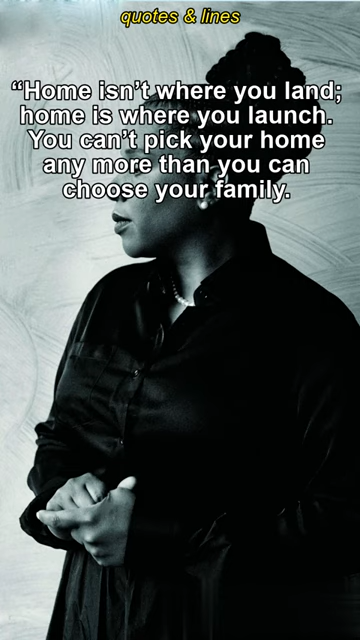 quotes & lines
“Home isn’t where you land;
home is where you launch.
You can’t pick your home
any more than you can
choose your family.